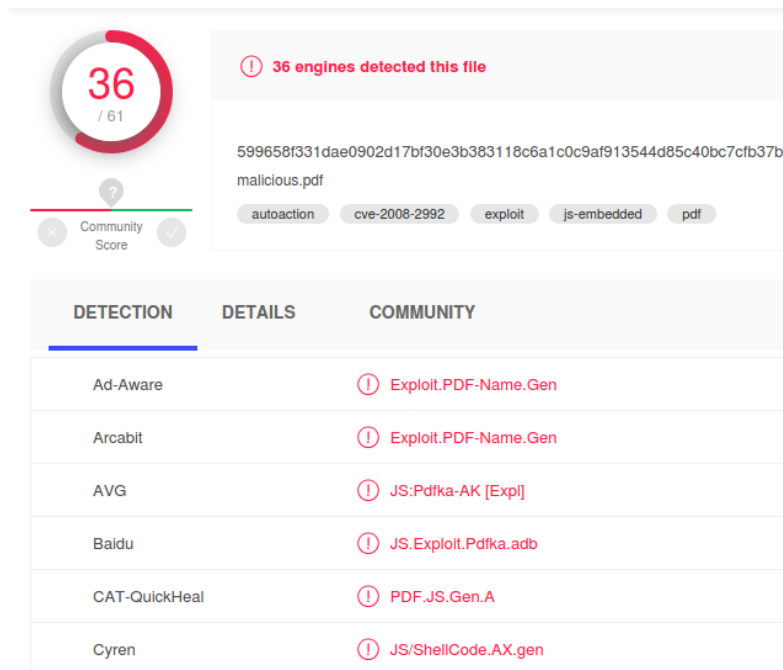 36
/ 61
36 engines detected this file
599658f331dae0902d17bf30e3b383118c6a1c0c9af913544d85c40bc7cfb37b
malicious.pdf
autoaction cve-2008-2992 exploit js-embedded pdf
?
Community
Score
DETECTION DETAILS COMMUNITY
Ad-Aware Exploit.PDF-Name.Gen
Arcabit Exploit.PDF-Name.Gen
AVG JS:Pdfka-AK [Expl]
Baidu JS.Exploit.Pdfka.adb
CAT-QuickHeal PDF.JS.Gen.A
Cyren JS/ShellCode.AX.gen